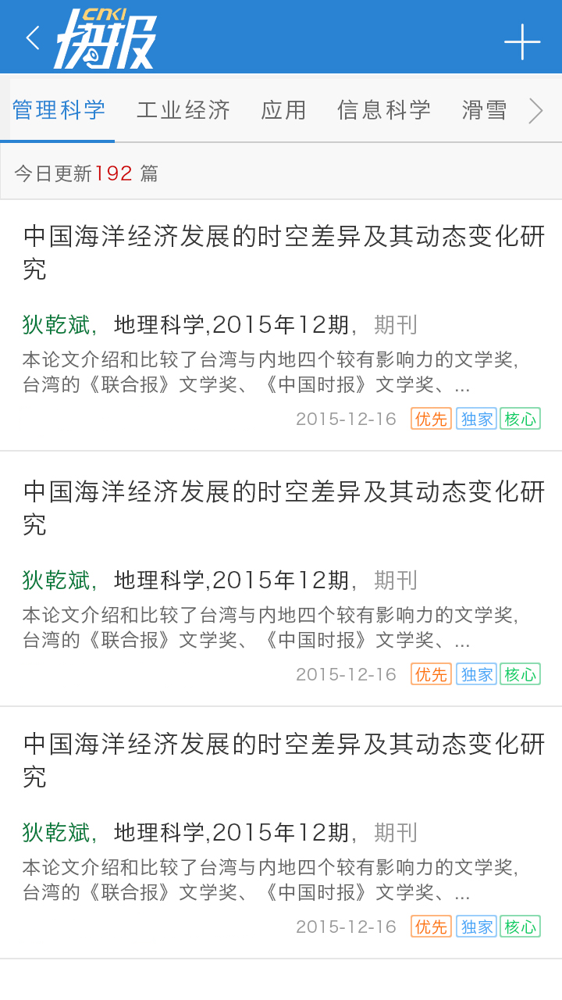 CNKI
快报
管理科学 工业经济 应用 信息科学 滑雪
今日更新192 篇
中国海洋经济发展的时空差异及其动态变化研
究
狄乾斌，地理科学,2015年12期，期刊
本论文介绍和比较了台湾与内地四个较有影响力的文学奖,
台湾的《联合报》文学奖、《中国时报》文学奖、...
2015-12-16 优先 独家 核心
中国海洋经济发展的时空差异及其动态变化研
究
狄乾斌，地理科学,2015年12期，期刊
本论文介绍和比较了台湾与内地四个较有影响力的文学奖,
台湾的《联合报》文学奖、《中国时报》文学奖、...
2015-12-16 优先 独家 核心
中国海洋经济发展的时空差异及其动态变化研
究
狄乾斌，地理科学,2015年12期，期刊
本论文介绍和比较了台湾与内地四个较有影响力的文学奖,
台湾的《联合报》文学奖、《中国时报》文学奖、...
2015-12-16 优先 独家 核心